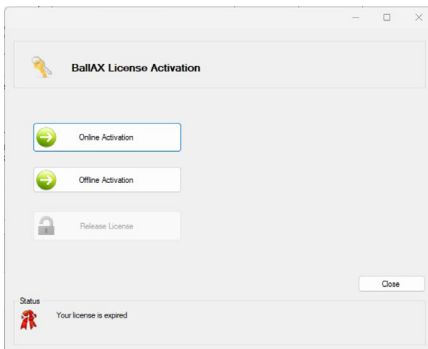 BallAX License Activation
Online Activation
Offline Activation
Release License
Close
Status
Your license is expired